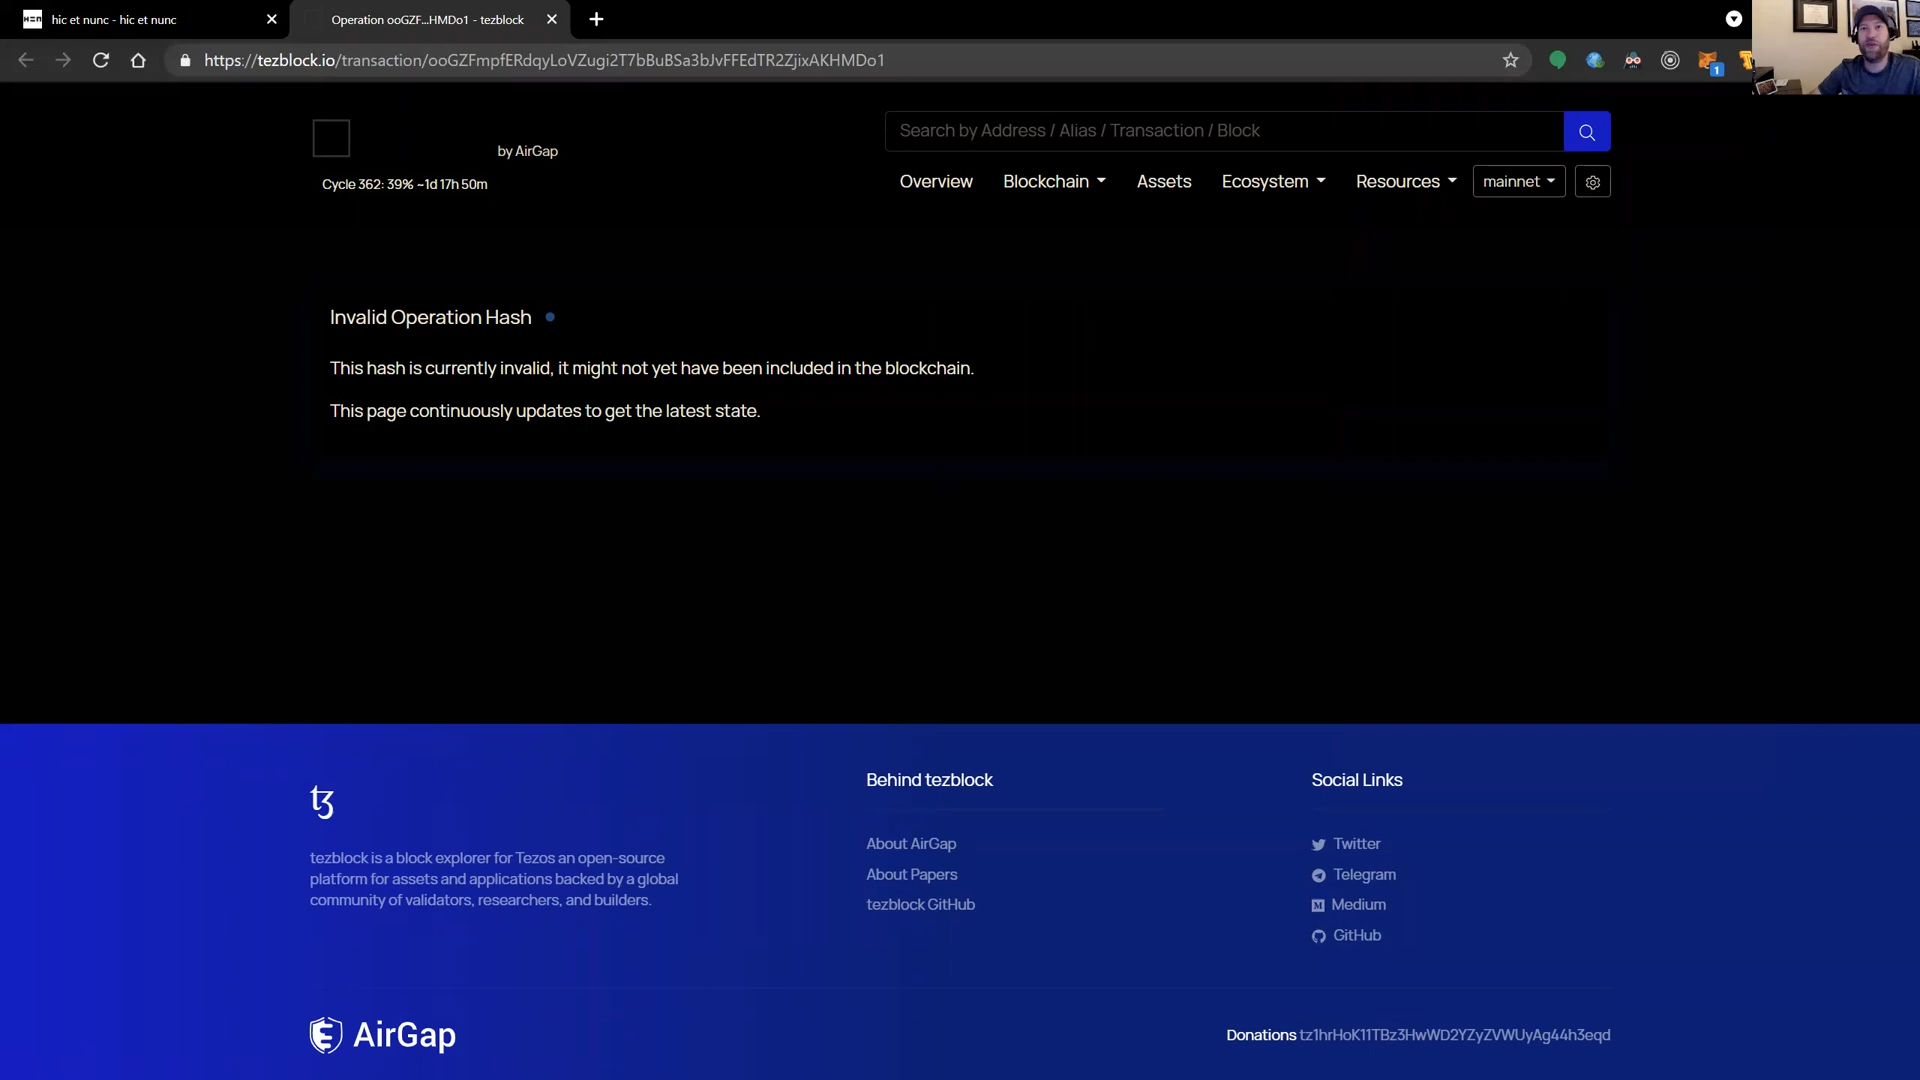 HEN hic et nunc - hic et nunc
Operation ooGZF...HMDo1 - tezblock
https://tezblock.io/transaction/ooGZFmpfERdqyLoVZugi2T7bBuBSa3bJvFFEdTR2ZjixAKHMDo1
1
by AirGap
Cycle 362: 39% ~1d 17h 50m
Search by Address / Alias / Transaction / Block
Overview Blockchain Assets Ecosystem Resources mainnet
Invalid Operation Hash
This hash is currently invalid, it might not yet have been included in the blockchain.
This page continuously updates to get the latest state.
tezblock is a block explorer for Tezos an open-source
platform for assets and applications backed by a global
community of validators, researchers, and builders.
Behind tezblock
About AirGap
About Papers
tezblock GitHub
Social Links
Twitter
Telegram
Medium
GitHub
AirGap
Donations tz1hrHoK11TBz3HwWD2YZyZVWUyAg44h3eqd